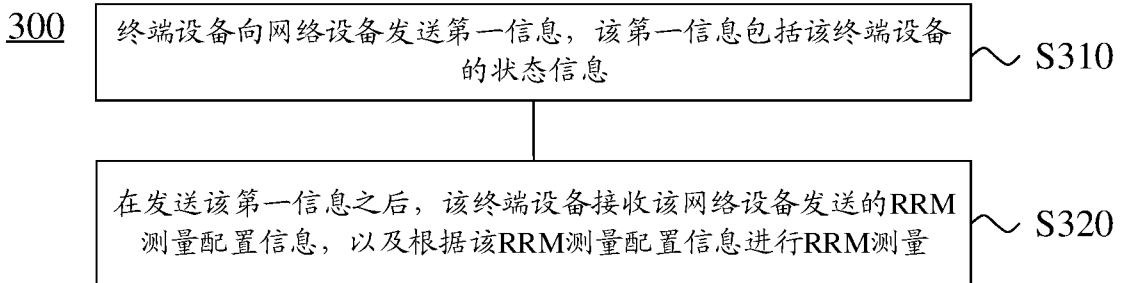 300
终端设备向网络设备发送第一信息，该第一信息包括该终端设备
的状态信息
S310
在发送该第一信息之后，该终端设备接收该网络设备发送的RRM
测量配置信息，以及根据该RRM测量配置信息进行RRM测量
S320